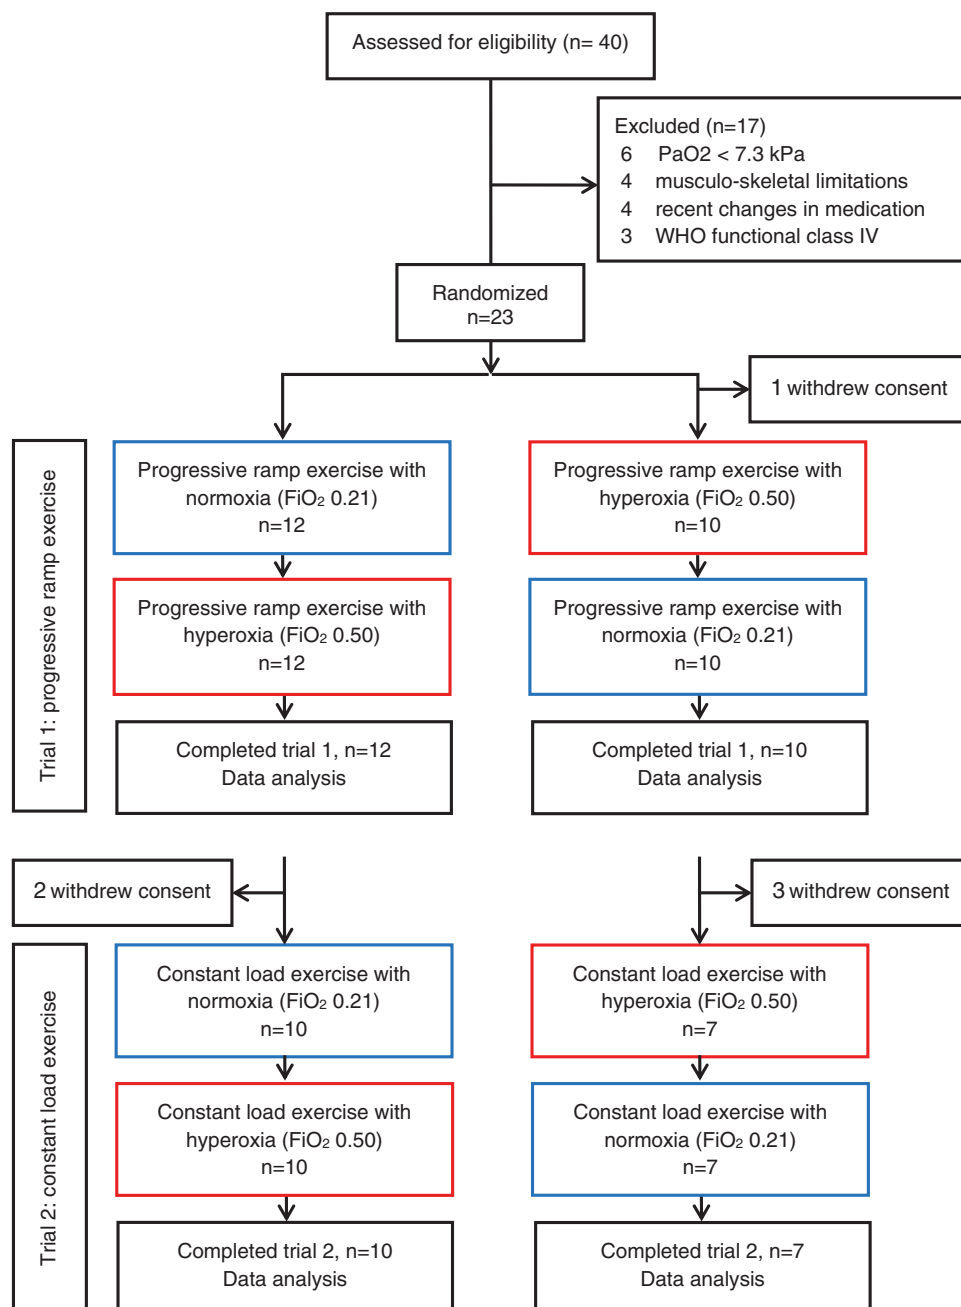 Assessed for eligibility (n= 40)
Excluded (n=17)
6 PaO2 < 7.3 kPa
4 musculo-skeletal limitations
4 recent changes in medication
3 WHO functional class IV
Randomized
n=23
1 withdrew consent
Trial 1: progressive ramp exercise
Progressive ramp exercise with
normoxia (FiO₂ 0.21)
n=12
Progressive ramp exercise with
hyperoxia (FiO₂ 0.50)
n=10
Progressive ramp exercise with
hyperoxia (FiO₂ 0.50)
n=12
Progressive ramp exercise with
normoxia (FiO₂ 0.21)
n=10
Completed trial 1, n=12
Data analysis
Completed trial 1, n=10
Data analysis
2 withdrew consent
3 withdrew consent
Trial 2: constant load exercise
Constant load exercise with
normoxia (FiO₂ 0.21)
n=10
Constant load exercise with
hyperoxia (FiO₂ 0.50)
n=7
Constant load exercise with
hyperoxia (FiO₂ 0.50)
n=10
Constant load exercise with
normoxia (FiO₂ 0.21)
n=7
Completed trial 2, n=10
Data analysis
Completed trial 2, n=7
Data analysis